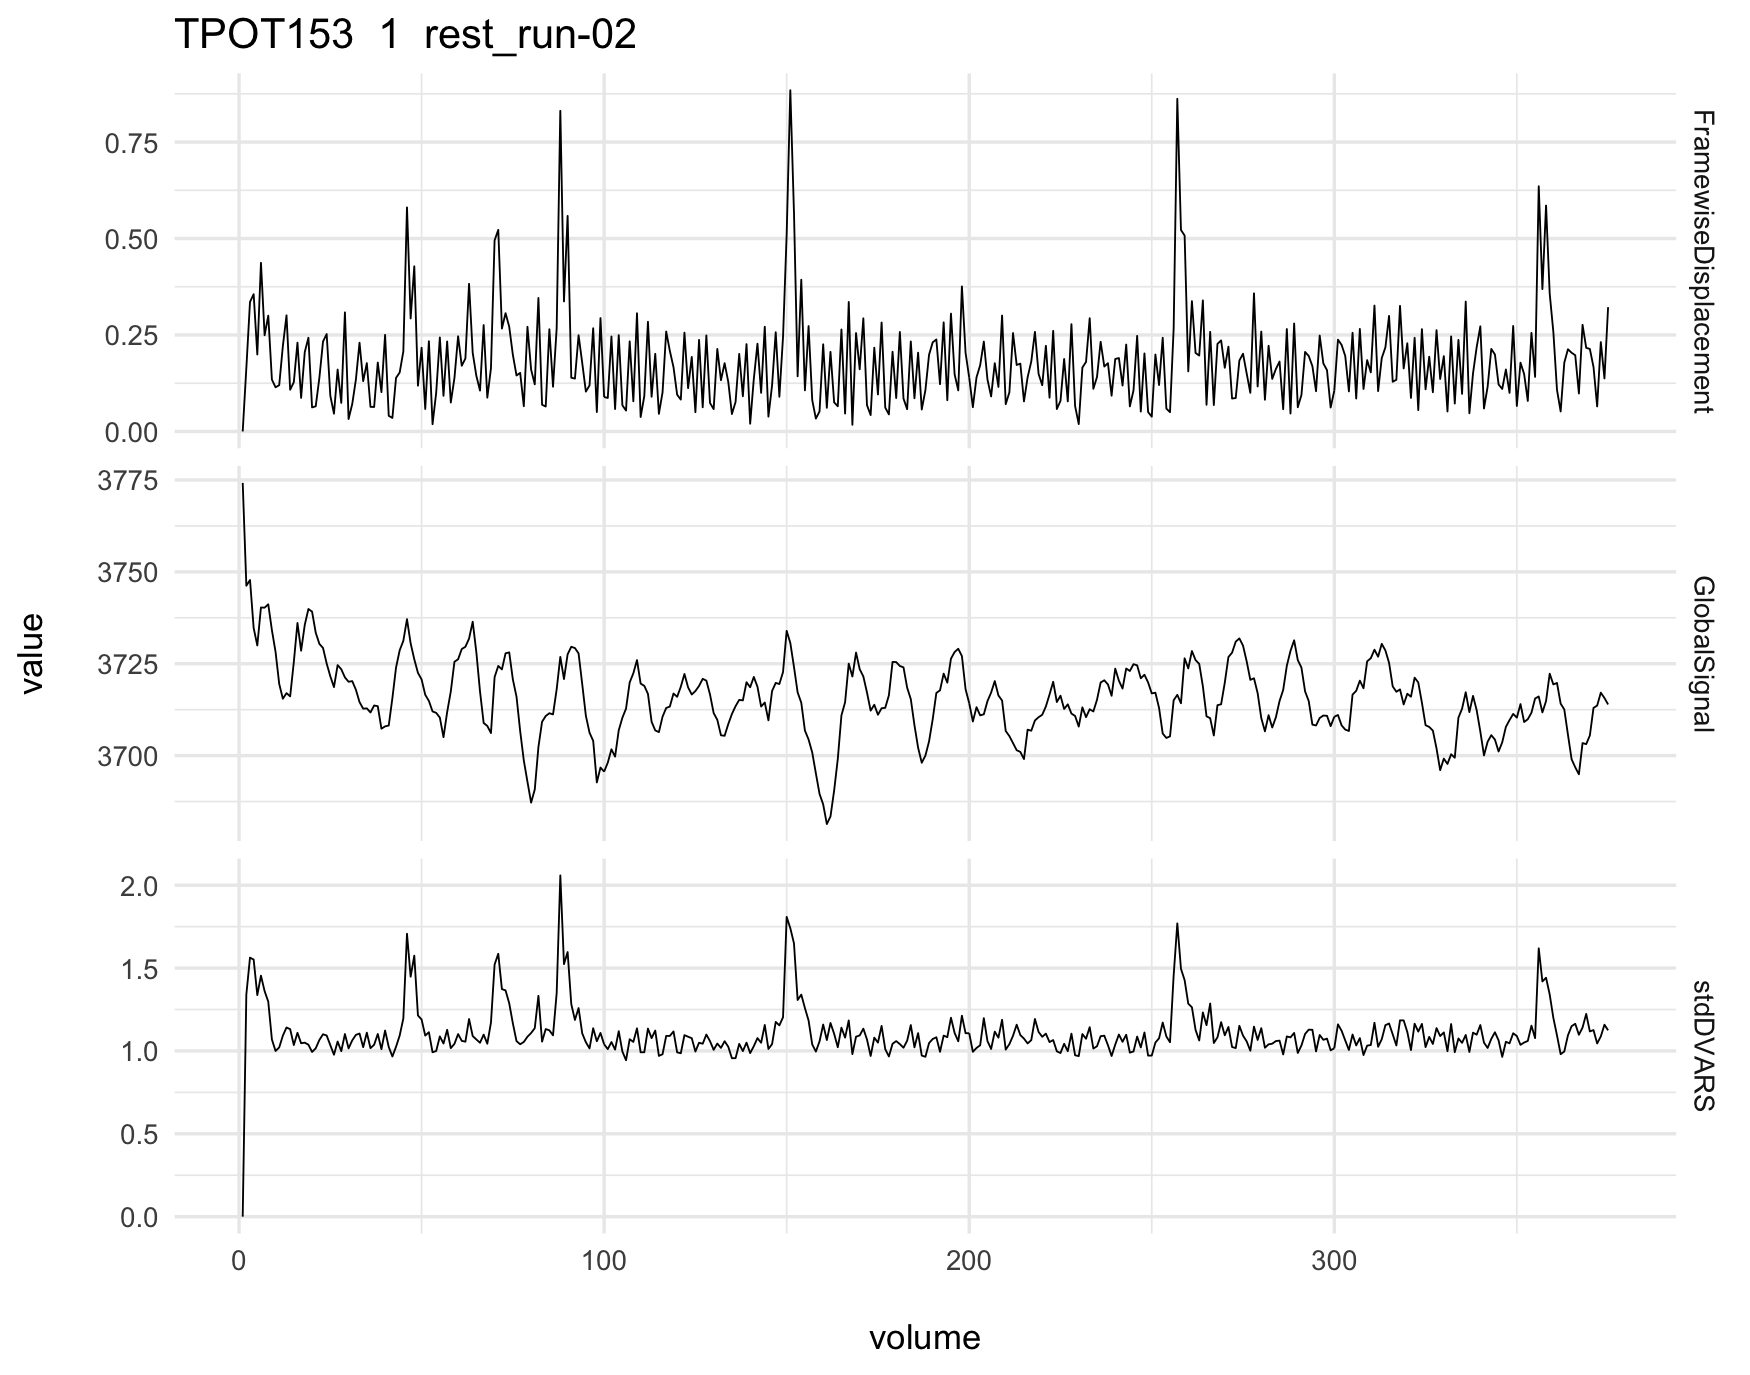 TPOT153  1  rest_run-02
0.75
0.50
0.25
0.00
FramewiseDisplacement
3775
3750
3725
3700
GlobalSignal
2.0
1.5
1.0
0.5
0.0
stdDVARS
value
0 100 200 300
volume